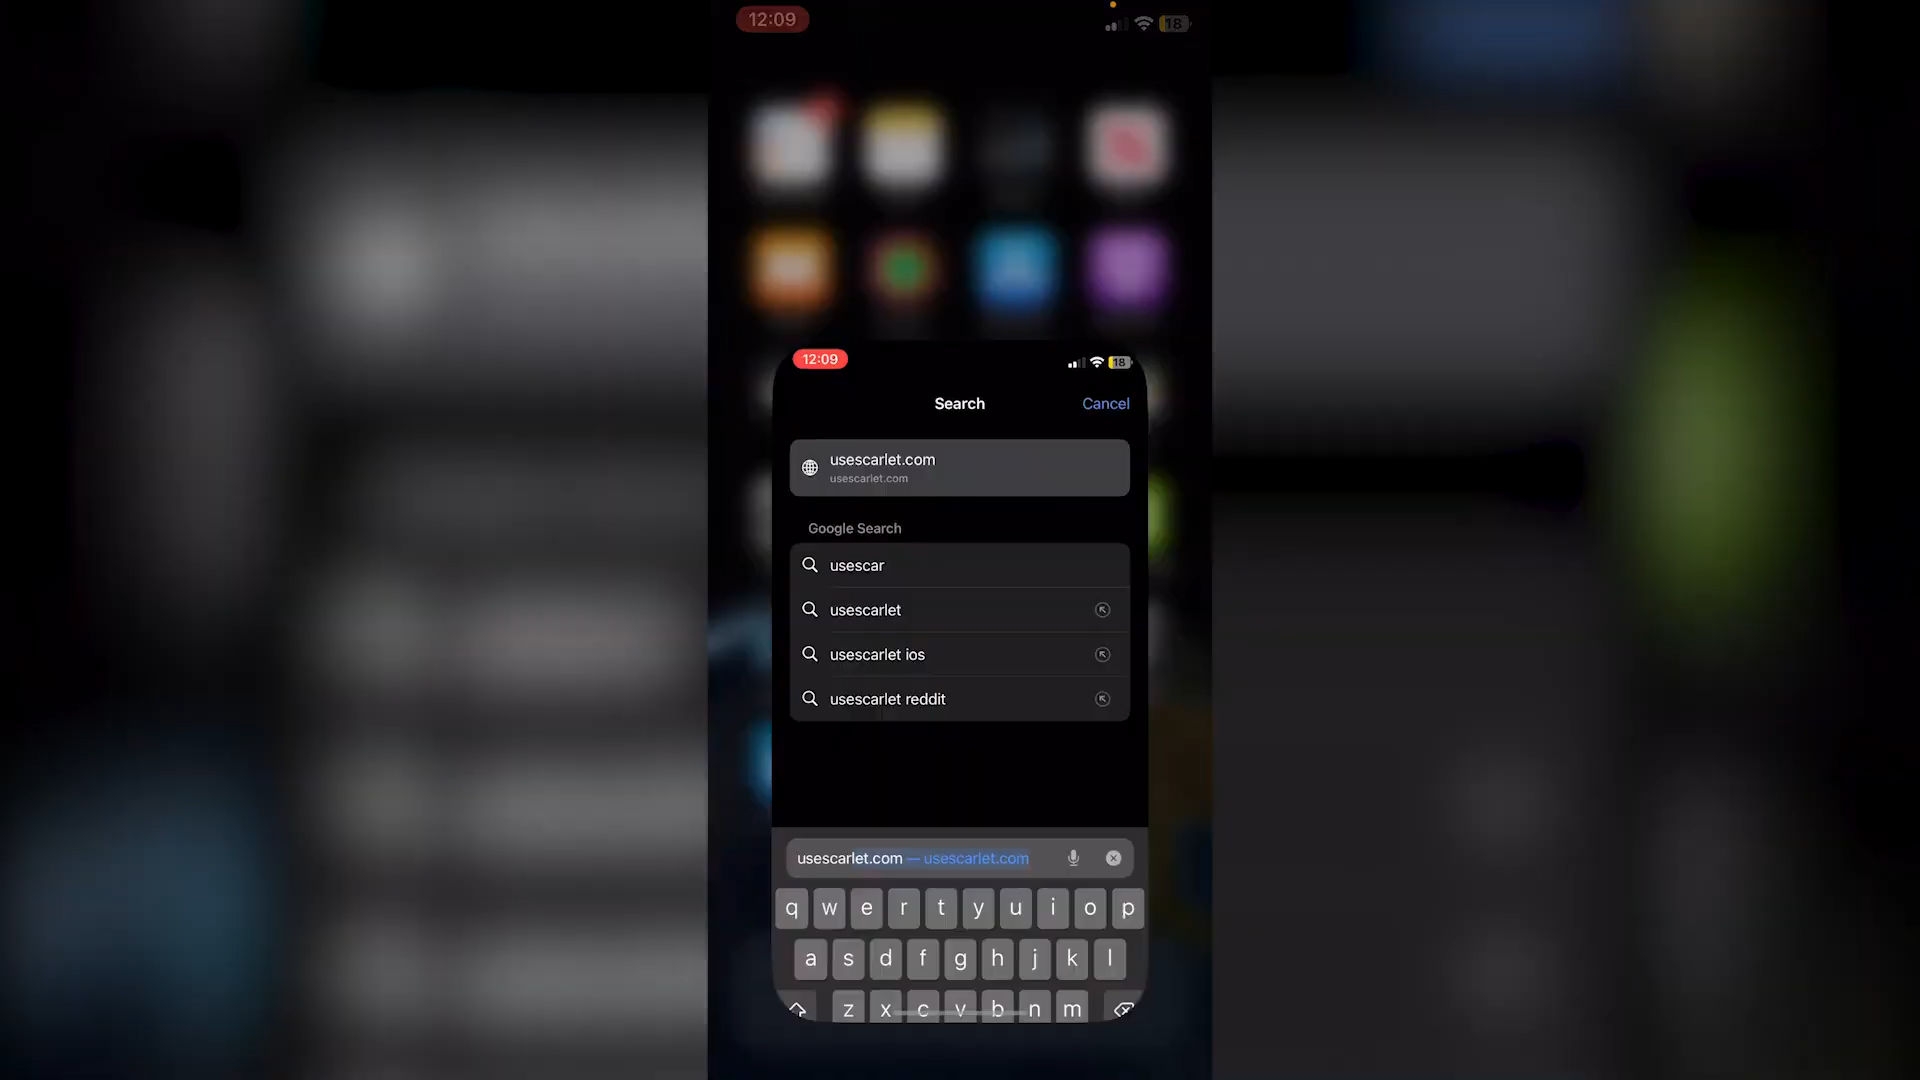 12:09
18
12:09
18
Search
Cancel
usescarlet.com
usescarlet.com
Google Search
usescar
usescarlet
usescarlet ios
usescarlet reddit
usescarlet.com — usescarlet.com
q w e r t y u i o p
a s d f g h j k l
z x c v b n m